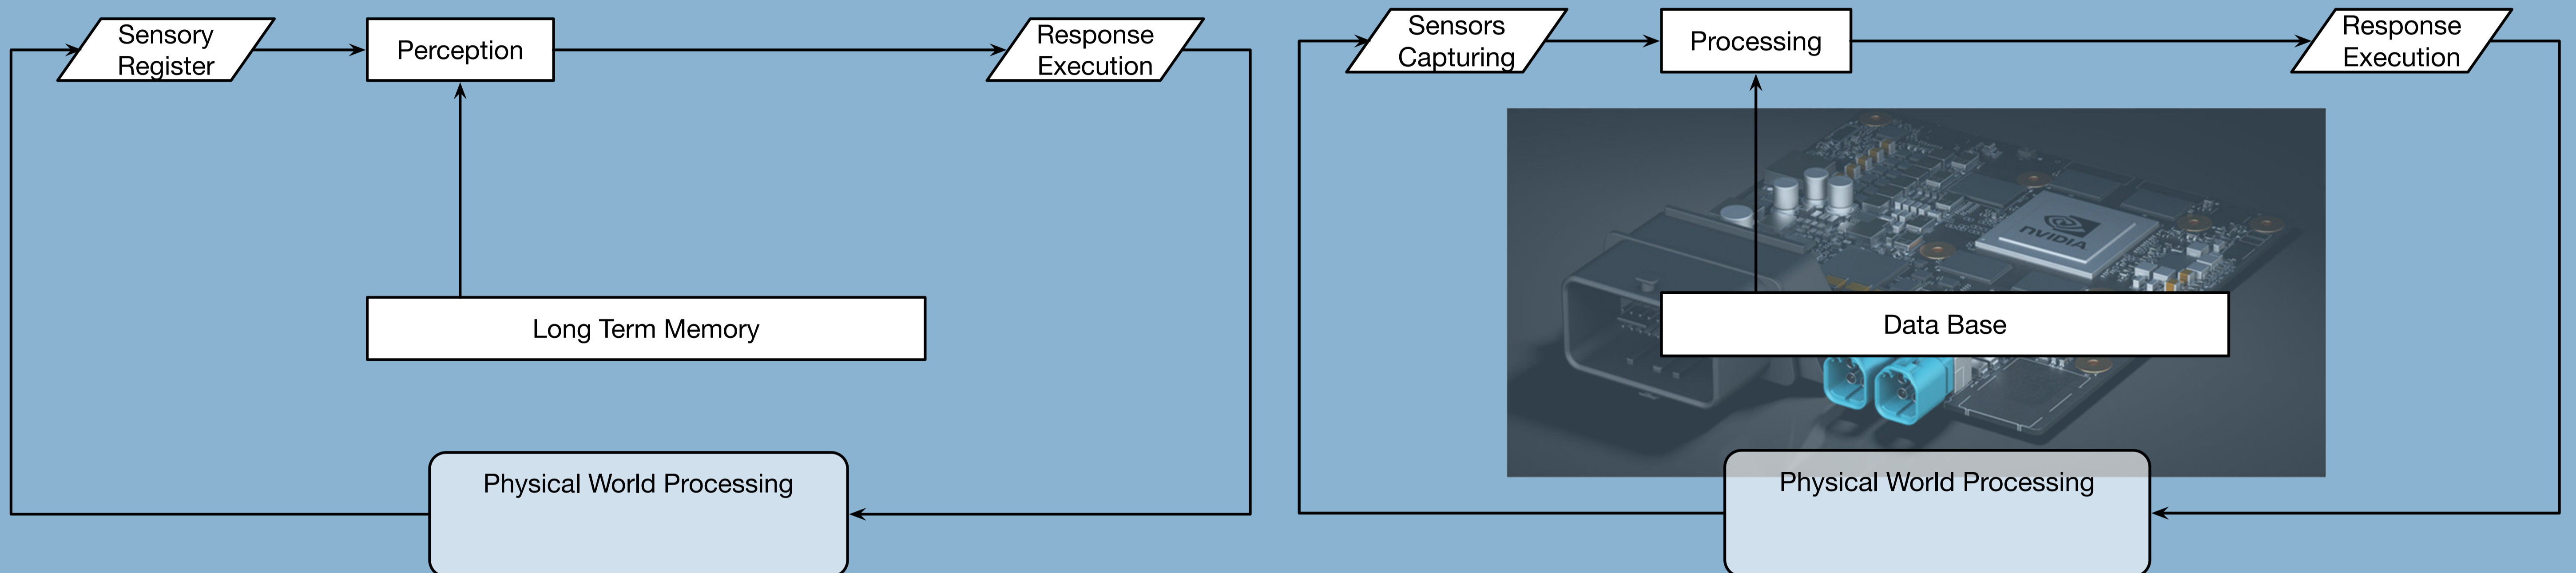 Sensory
Register
Perception
Response
Execution
Long Term Memory
Physical World Processing
Sensors
Capturing
Processing
Response
Execution
NVIDIA
Data Base
Physical World Processing